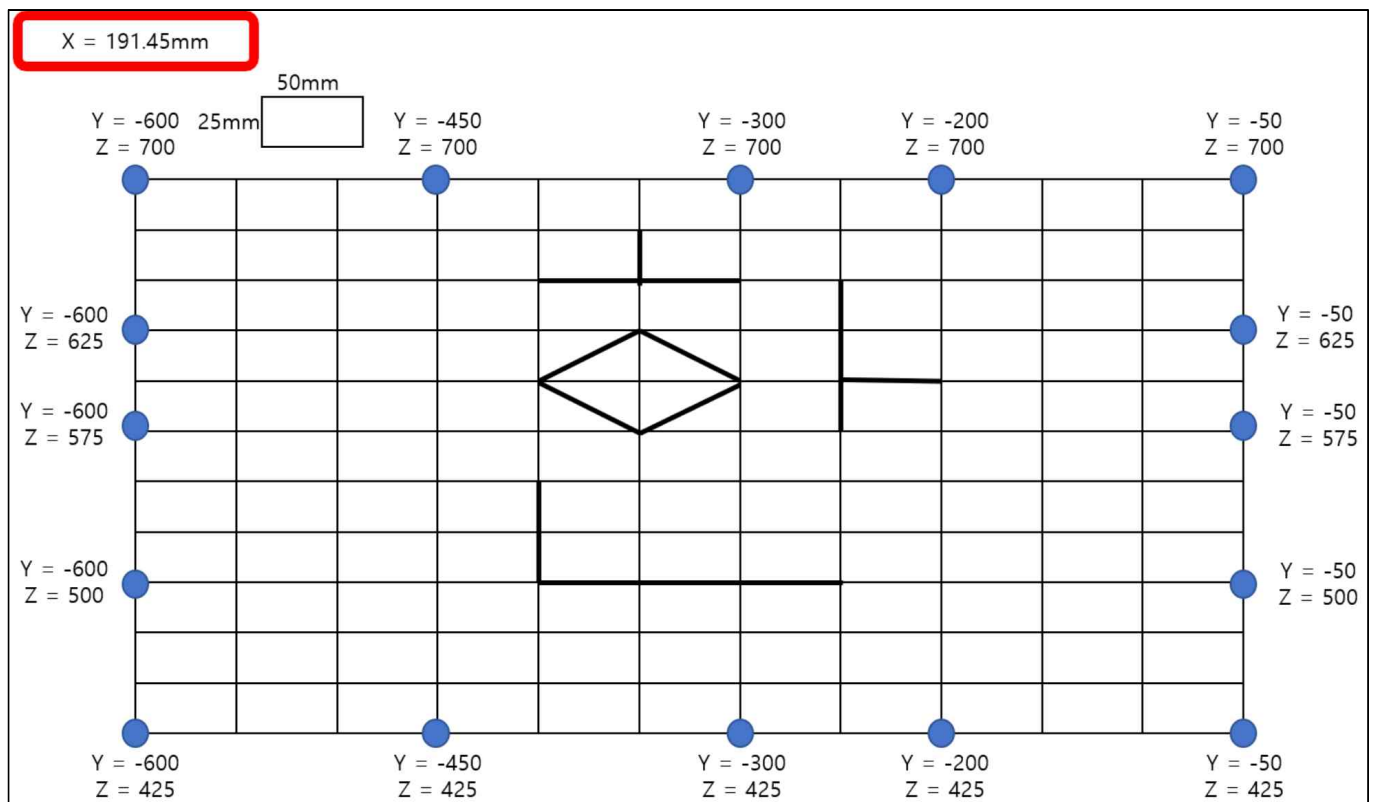 X = 191.45mm
50mm
25mm
Y = -600
Z = 700
Y = -450
Z = 700
Y = -300
Z = 700
Y = -200
Z = 700
Y = -50
Z = 700
Y = -600
Z = 625
Y = -50
Z = 625
Y = -600
Z = 575
Y = -50
Z = 575
Y = -600
Z = 500
Y = -50
Z = 500
Y = -600
Z = 425
Y = -450
Z = 425
Y = -300
Z = 425
Y = -200
Z = 425
Y = -50
Z = 425